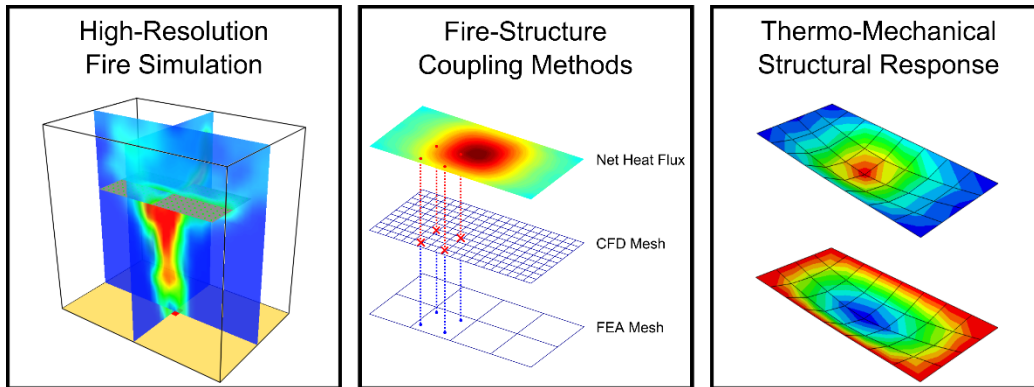 High-Resolution
Fire Simulation
Fire-Structure
Coupling Methods
Net Heat Flux
CFD Mesh
FEA Mesh
Thermo-Mechanical
Structural Response